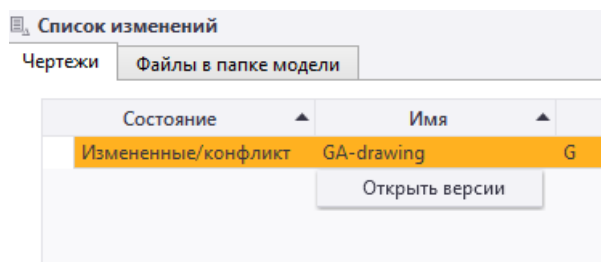 Список изменений
Чертежи Файлы в папке модели
Состояние Имя
Измененные/конфликт GA-drawing G
Открыть версии